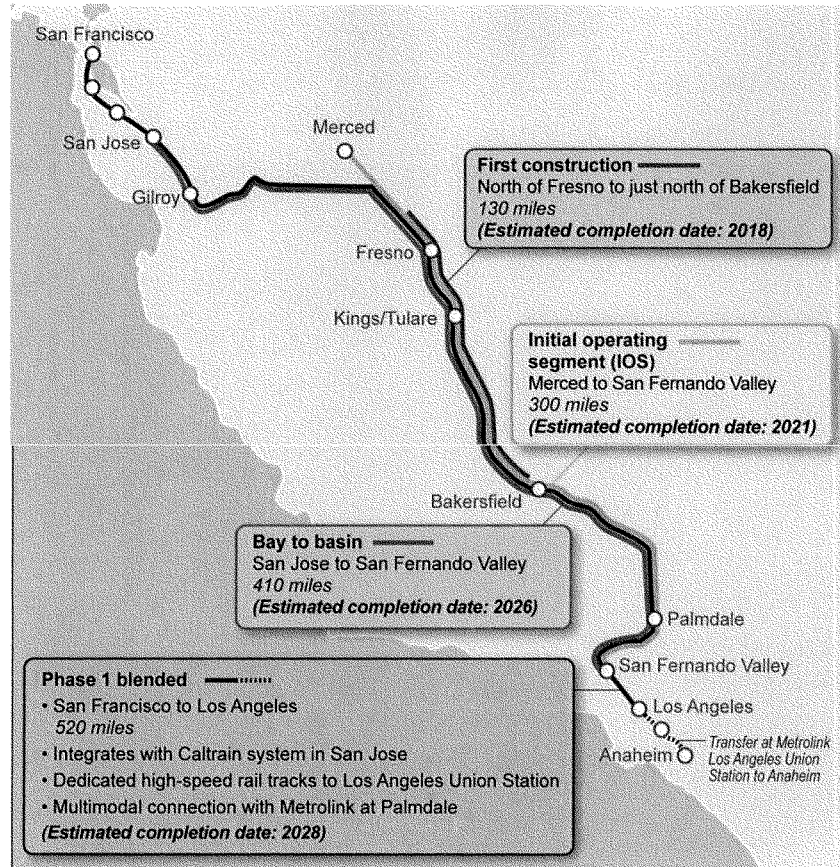 San Francisco
San Jose
Gilroy
Merced
First construction
North of Fresno to just north of Bakersfield
130 miles
(Estimated completion date: 2018)
Fresno
Kings/Tulare
Initial operating
segment (IOS)
Merced to San Fernando Valley
300 miles
(Estimated completion date: 2021)
Bakersfield
Bay to basin
San Jose to San Fernando Valley
410 miles
(Estimated completion date: 2026)
Palmdale
San Fernando Valley
Phase 1 blended
• San Francisco to Los Angeles
520 miles
• Integrates with Caltrain system in San Jose
• Dedicated high-speed rail tracks to Los Angeles Union Station
• Multimodal connection with Metrolink at Palmdale
(Estimated completion date: 2028)
Los Angeles
Anaheim
Transfer at Metrolink
Los Angeles Union
Station to Anaheim